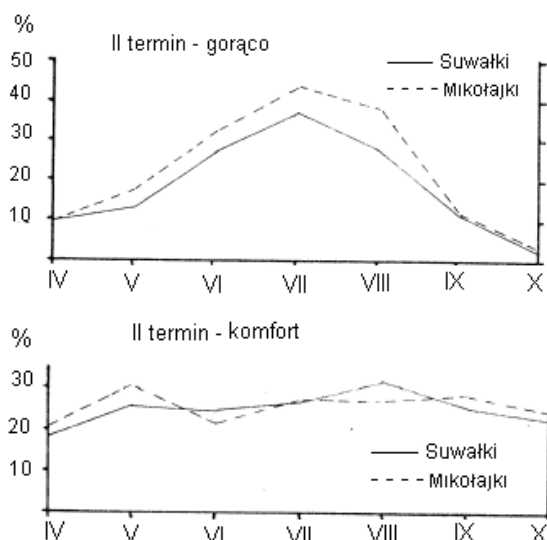 %
II termin - gorąco
50
Suwałki
40
Mikołajki
30
20
10
IV V VI VII VIII IX X
II termin - komfort
%
30
20
Suwałki
10
Mikołajki
IV V VI VII VIII IX X